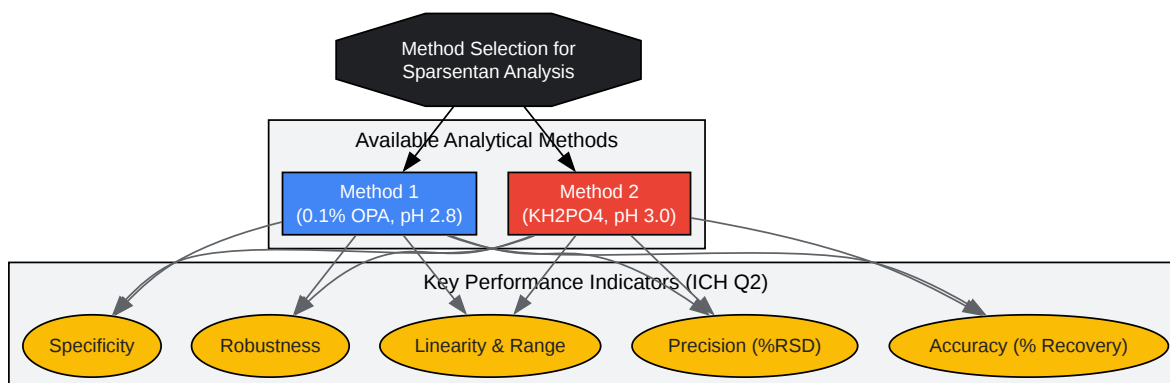 Method Selection for
Sparsentan Analysis
Available Analytical Methods
Method 1
(0.1% OPA, pH 2.8)
Method 2
(KH2PO4, pH 3.0)
Key Performance Indicators (ICH Q2)
Specificity
Robustness
Linearity & Range
Precision (%RSD)
Accuracy (% Recovery)